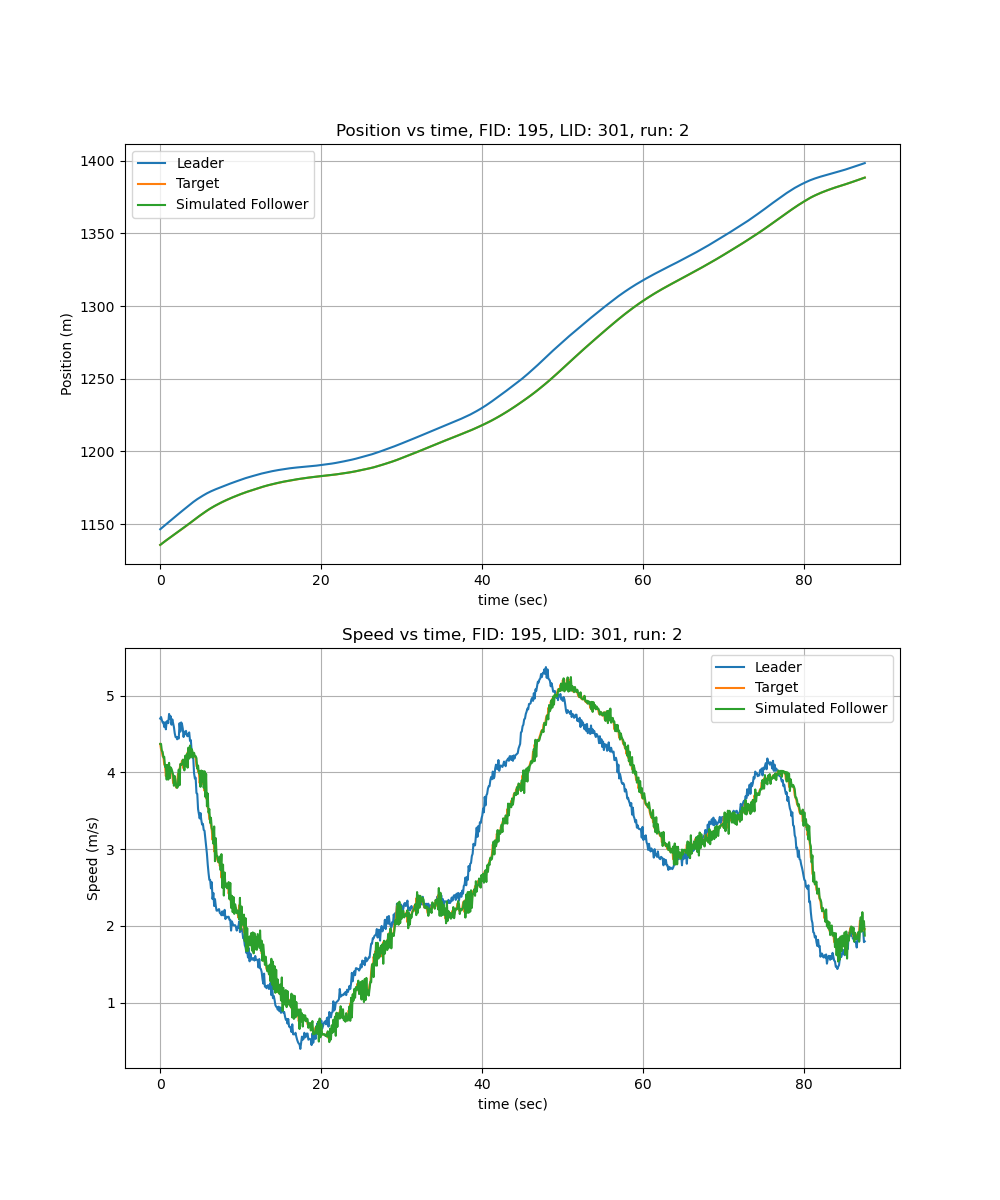 Position vs time, FID: 195, LID: 301, run: 2
Leader
Target
Simulated Follower
1400
1350
1300
1250
1200
1150
Position (m)
0 20 40 60 80
time (sec)
Speed vs time, FID: 195, LID: 301, run: 2
Leader
Target
Simulated Follower
5
4
3
2
1
Speed (m/s)
0 20 40 60 80
time (sec)